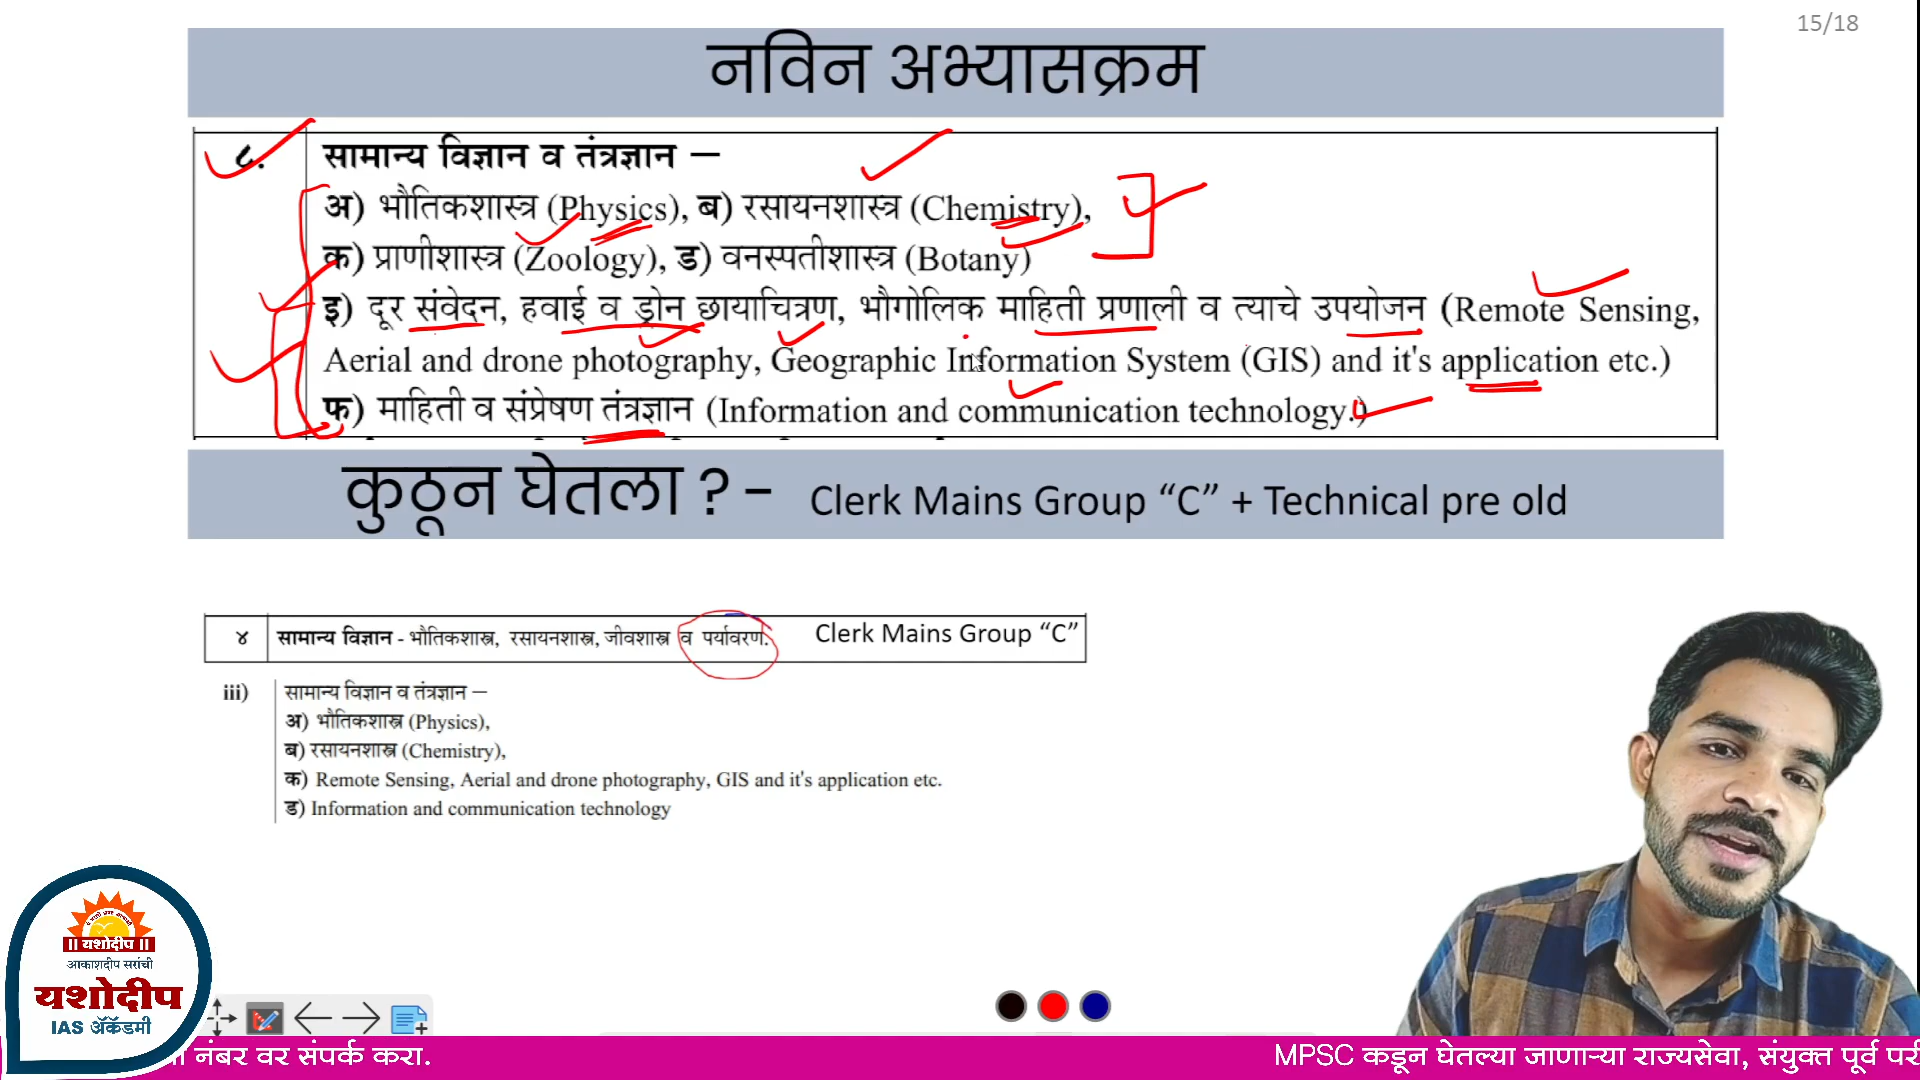 15/18
नविन अभ्यासक्रम
८. सामान्य विज्ञान व तंत्रज्ञान –
अ) भौतिकशास्त्र (Physics), ब) रसायनशास्त्र (Chemistry),
क) प्राणीशास्त्र (Zoology), ड) वनस्पतीशास्त्र (Botany)
इ) दूर संवेदन, हवाई व ड्रोन छायाचित्रण, भौगोलिक माहिती प्रणाली व त्याचे उपयोजन (Remote Sensing,
Aerial and drone photography, Geographic Information System (GIS) and it's application etc.)
फ) माहिती व संप्रेषण तंत्रज्ञान (Information and communication technology.)
कुठून घेतला ? - Clerk Mains Group “C” + Technical pre old
४ सामान्य विज्ञान - भौतिकशास्त्र, रसायनशास्त्र, जीवशास्त्र व पर्यावरण. Clerk Mains Group “C”
iii) सामान्य विज्ञान व तंत्रज्ञान –
अ) भौतिकशास्त्र (Physics),
ब) रसायनशास्त्र (Chemistry),
क) Remote Sensing, Aerial and drone photography, GIS and it's application etc.
ड) Information and communication technology
॥ यशोदीप ॥
आकाशदीप सरांची
यशोदीप
IAS ॲकॅडमी
नंबर वर संपर्क करा. MPSC कडून घेतल्या जाणाऱ्या राज्यसेवा, संयुक्त पूर्व